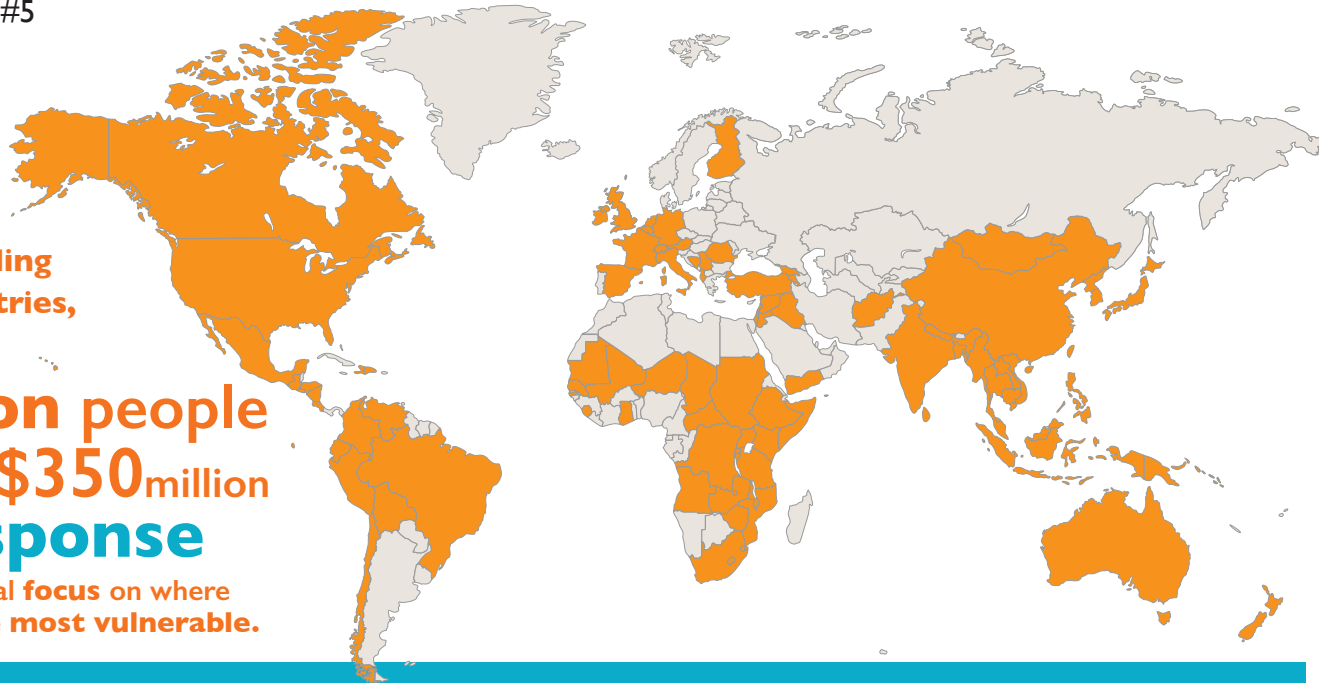 #5
ling
tries,
on people
$350million
sponse
al focus on where
most vulnerable.